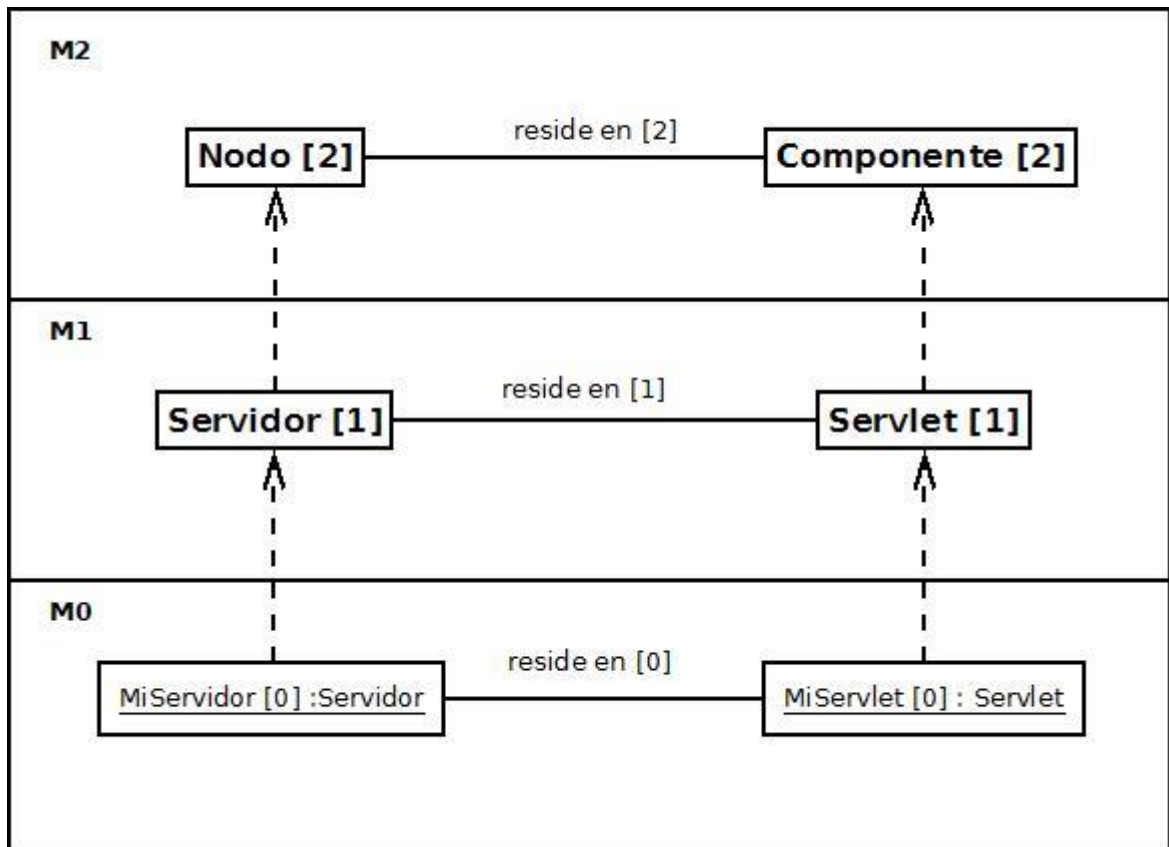 M2
reside en [2]
Nodo [2]
Componente [2]
M1
reside en [1]
Servidor [1]
Servlet [1]
M0
reside en [0]
MiServidor [0] :Servidor
MiServlet [0] : Servlet